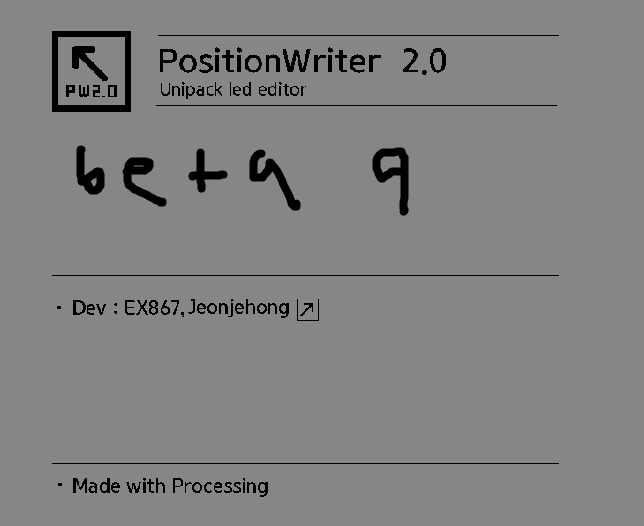 PW2.0
PositionWriter 2.0
Unipack led editor
beta 9
· Dev : EX867, Jeonjehong
· Made with Processing